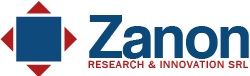 Zanon
RESEARCH & INNOVATION SRL